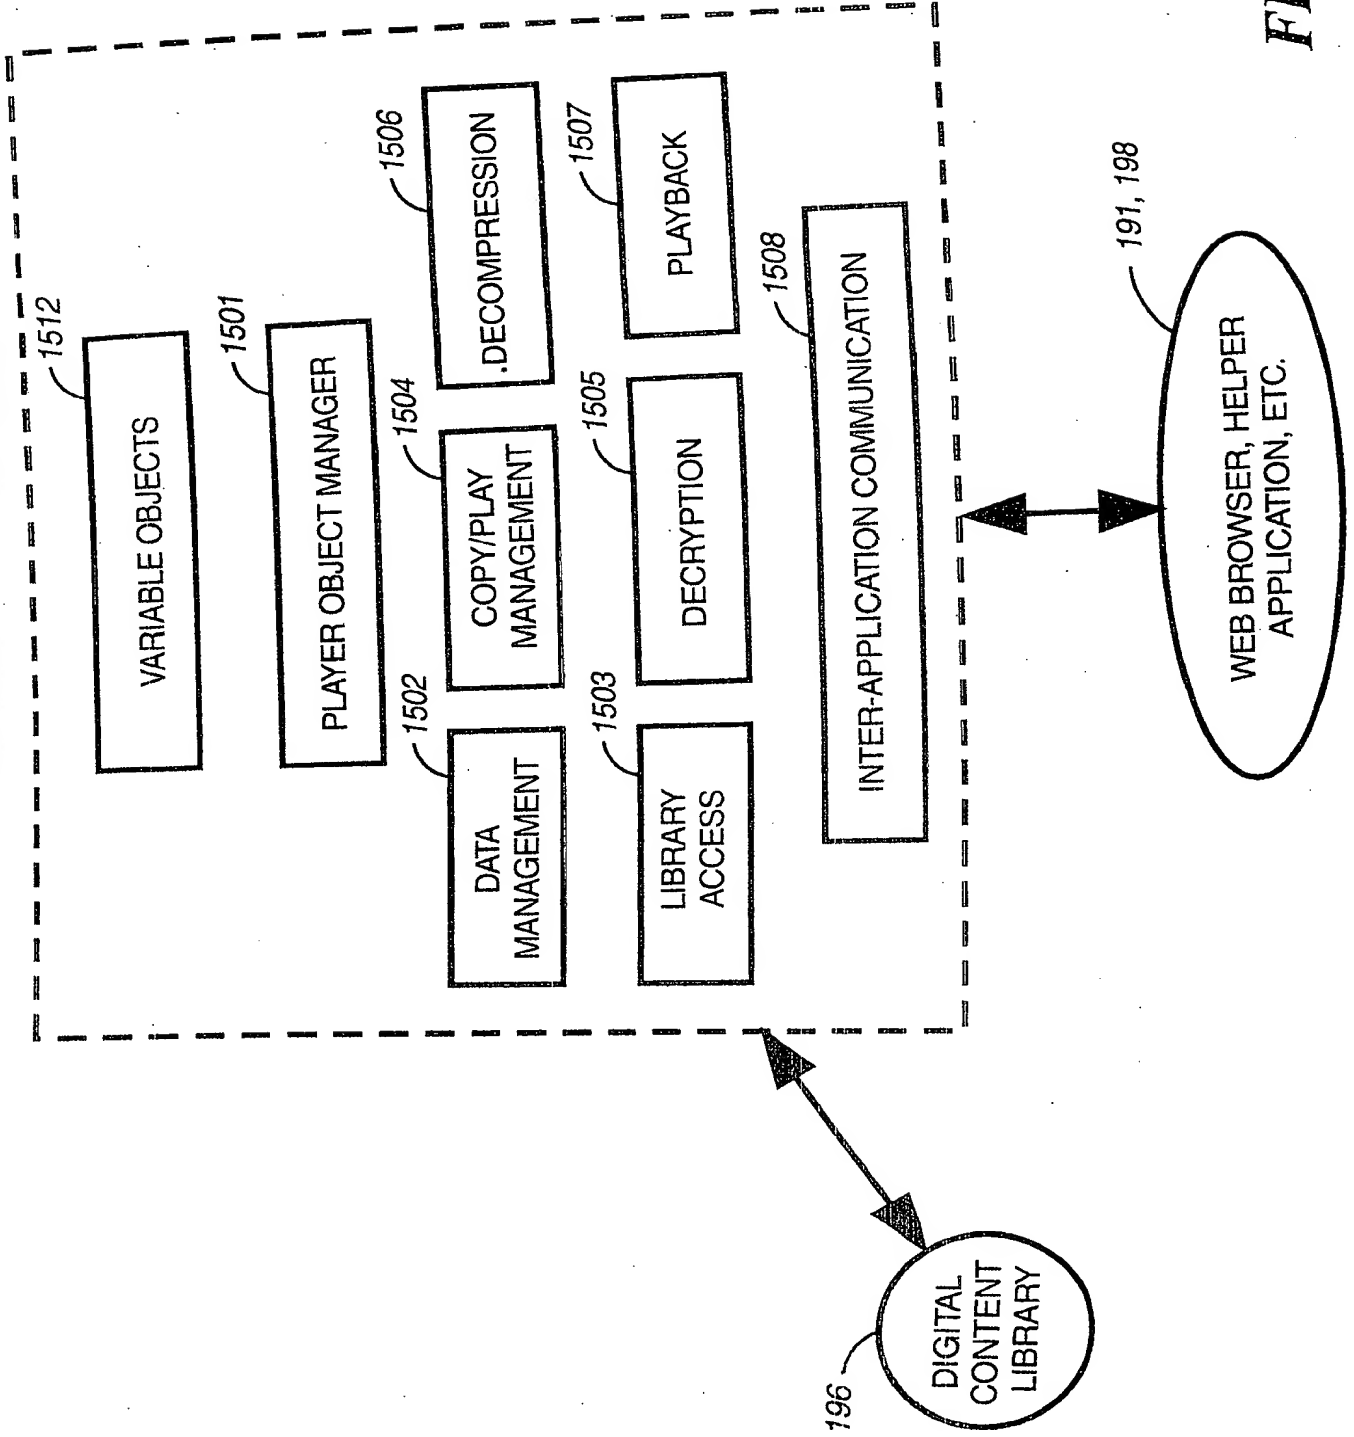 1512
VARIABLE OBJECTS
1501
PLAYER OBJECT MANAGER
1502
DATA
MANAGEMENT
1504
COPY/PLAY
MANAGEMENT
1506
DECOMPRESSION
1503
LIBRARY
ACCESS
1505
DECRYPTION
1507
PLAYBACK
1508
INTER-APPLICATION COMMUNICATION
196
DIGITAL
CONTENT
LIBRARY
191, 198
WEB BROWSER, HELPER
APPLICATION, ETC.